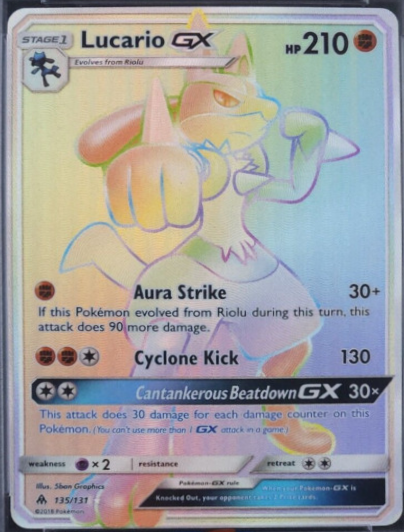 STAGE 1
Lucario GX
HP 210
Evolves from Riolu
Aura Strike 30+
If this Pokémon evolved from Riolu during this turn, this
attack does 90 more damage.
Cyclone Kick 130
Cantankerous Beatdown GX 30×
This attack does 30 damage for each damage counter on this
Pokémon. (You can't use more than 1 GX attack in a game.)
weakness ×2 resistance retreat
Illus. 5ban Graphics
Pokémon-GX rule
135/131
When your Pokémon-GX is
Knocked Out, your opponent takes 2 Prize cards.
©2018 Pokémon